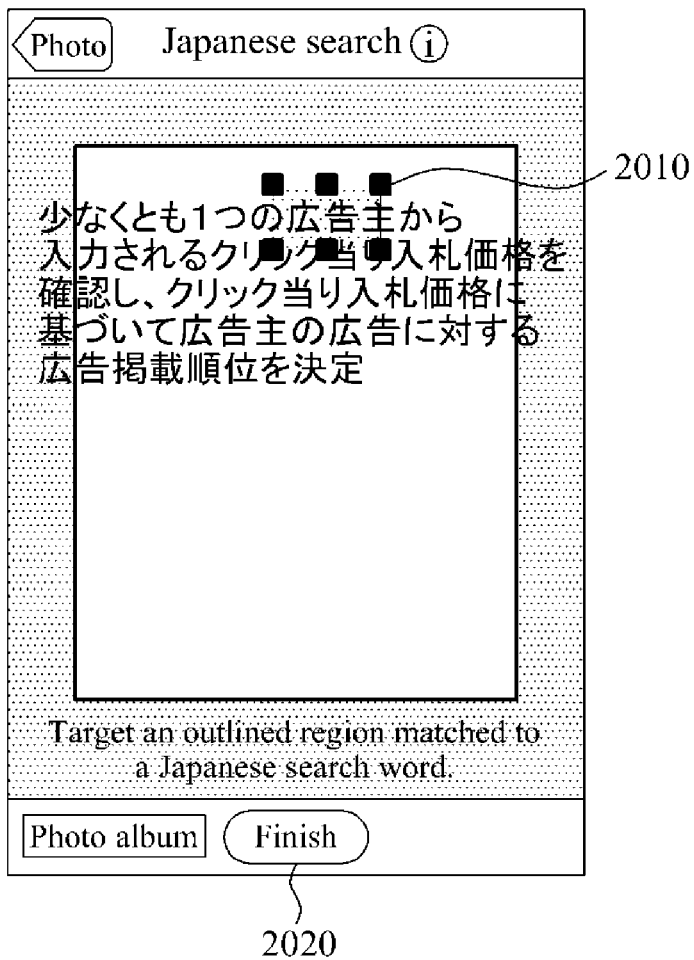 Photo
Japanese search i
2010
少なくとも1つの広告主から
入力されるクリック当り入札価格を
確認し、クリック当り入札価格に
基づいて広告主の広告に対する
広告掲載順位を決定
Target an outlined region matched to
a Japanese search word.
Photo album
Finish
2020